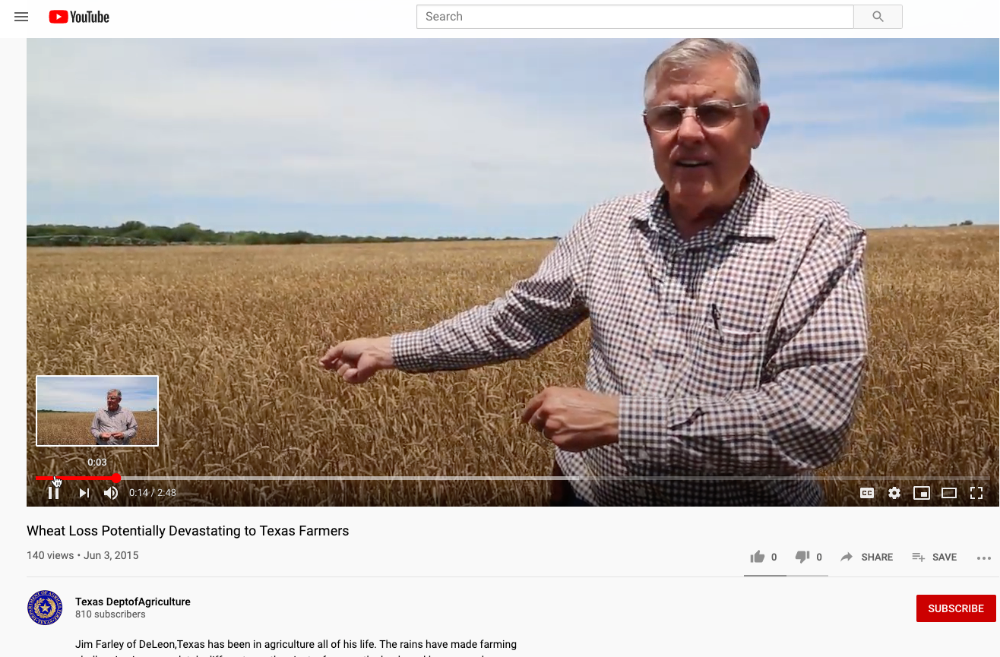 YouTube
Search
0:03
0:14 / 2:48
CC
Wheat Loss Potentially Devastating to Texas Farmers
140 views • Jun 3, 2015
0 0 SHARE SAVE
Texas DeptofAgriculture
810 subscribers
SUBSCRIBE
Jim Farley of DeLeon,Texas has been in agriculture all of his life. The rains have made farming